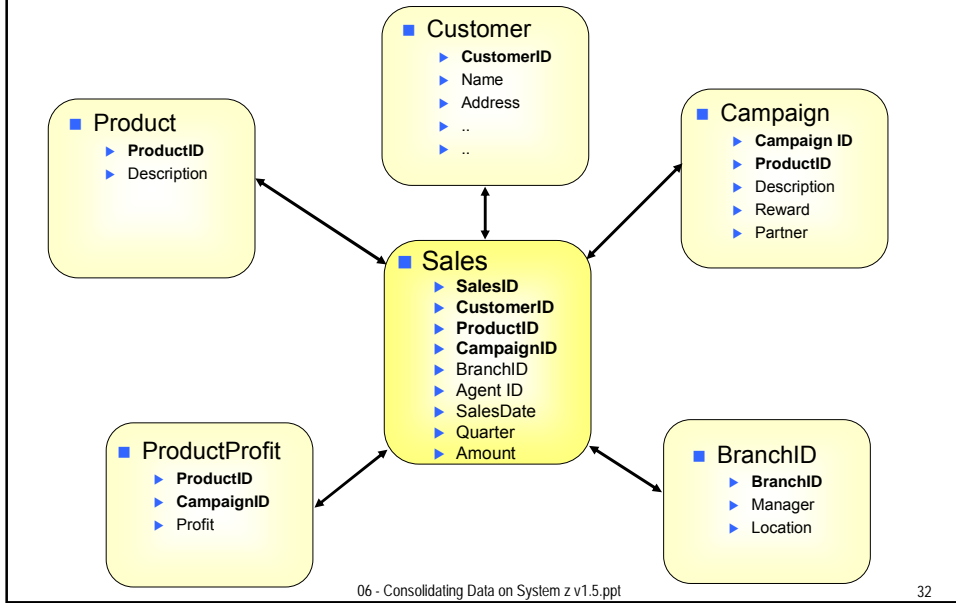 Customer
CustomerID
Name
Address
..
..
Product
ProductID
Description
Campaign
Campaign ID
ProductID
Description
Reward
Partner
Sales
SalesID
CustomerID
ProductID
CampaignID
BranchID
Agent ID
SalesDate
Quarter
Amount
ProductProfit
ProductID
CampaignID
Profit
BranchID
BranchID
Manager
Location
06 - Consolidating Data on System z v1.5.ppt
32